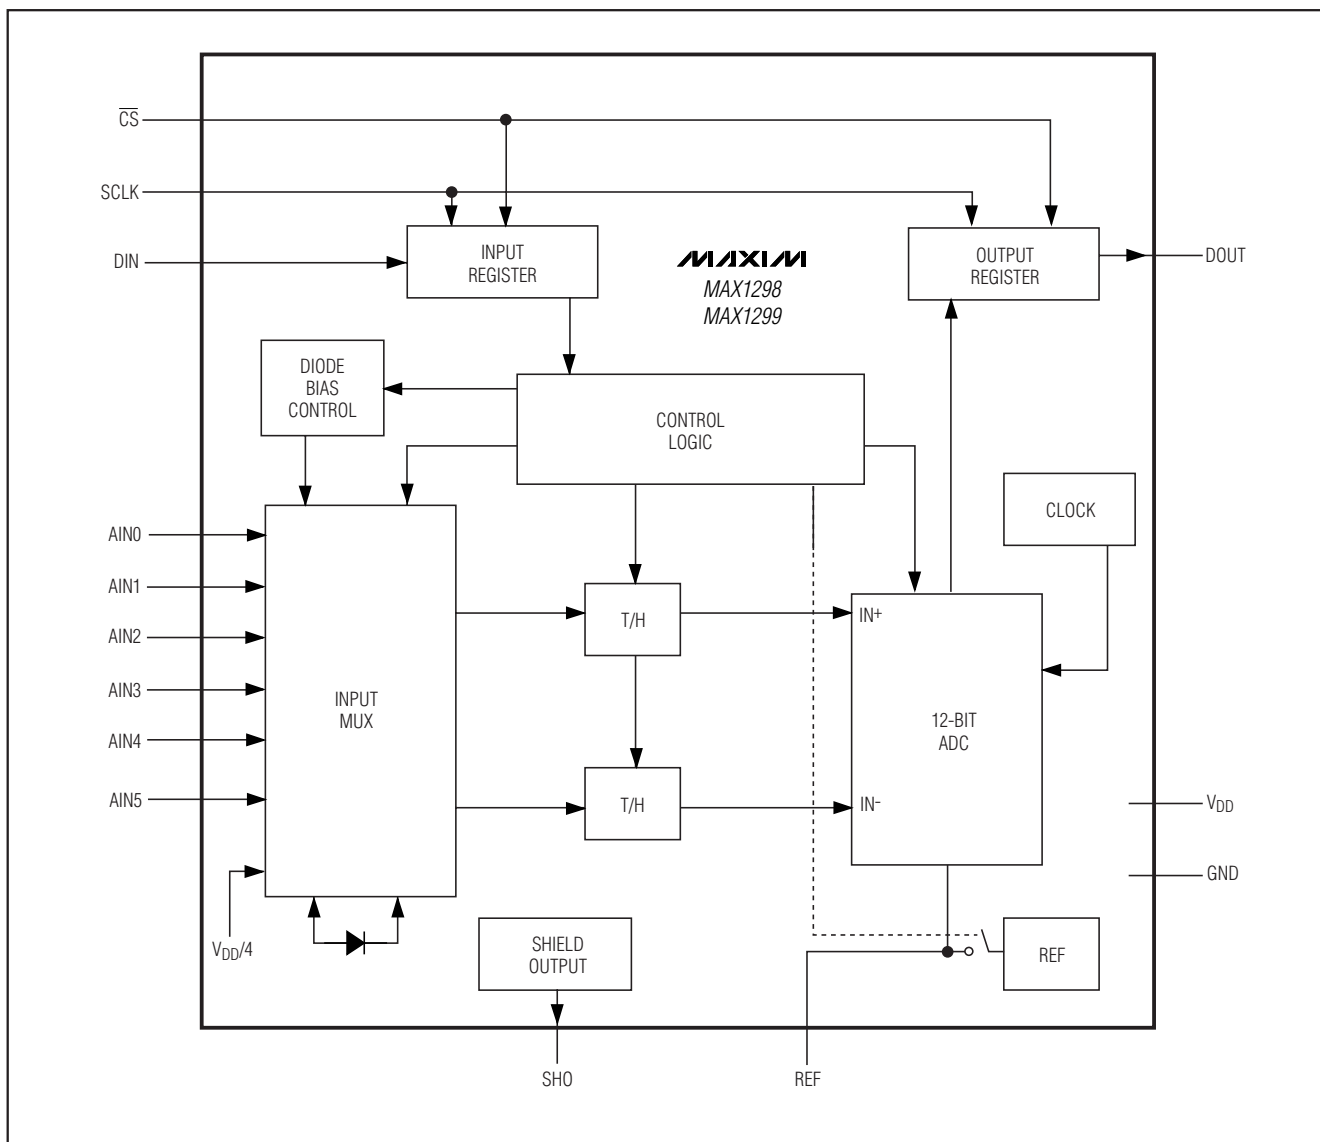 CS
SCLK
DIN
INPUT
REGISTER
MAXIM
MAX1298
MAX1299
OUTPUT
REGISTER
DOUT
DIODE
BIAS
CONTROL
CONTROL
LOGIC
CLOCK
AIN0
AIN1
AIN2
AIN3
AIN4
AIN5
VDD/4
INPUT
MUX
T/H
T/H
IN+
12-BIT
ADC
IN-
VDD
GND
SHIELD
OUTPUT
REF
SHO
REF